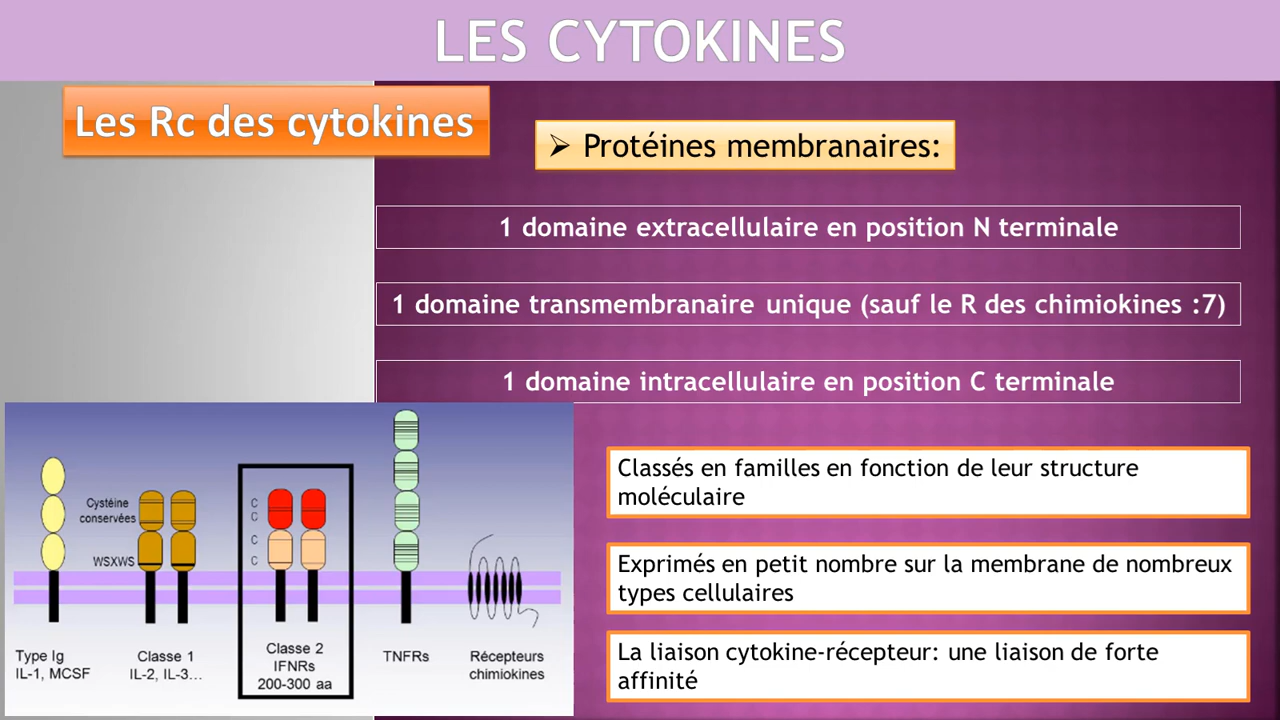 LES CYTOKINES
Les Rc des cytokines
➢ Protéines membranaires:
1 domaine extracellulaire en position N terminale
1 domaine transmembranaire unique (sauf le R des chimiokines :7)
1 domaine intracellulaire en position C terminale
Classés en familles en fonction de leur structure
moléculaire
Exprimés en petit nombre sur la membrane de nombreux
types cellulaires
La liaison cytokine-récepteur: une liaison de forte
affinité
Cystéine
conservées
WSXWS
C
C
C
C
Type Ig
IL-1, MCSF
Classe 1
IL-2, IL-3...
Classe 2
IFNRs
200-300 aa
TNFRs
Récepteurs
chimiokines